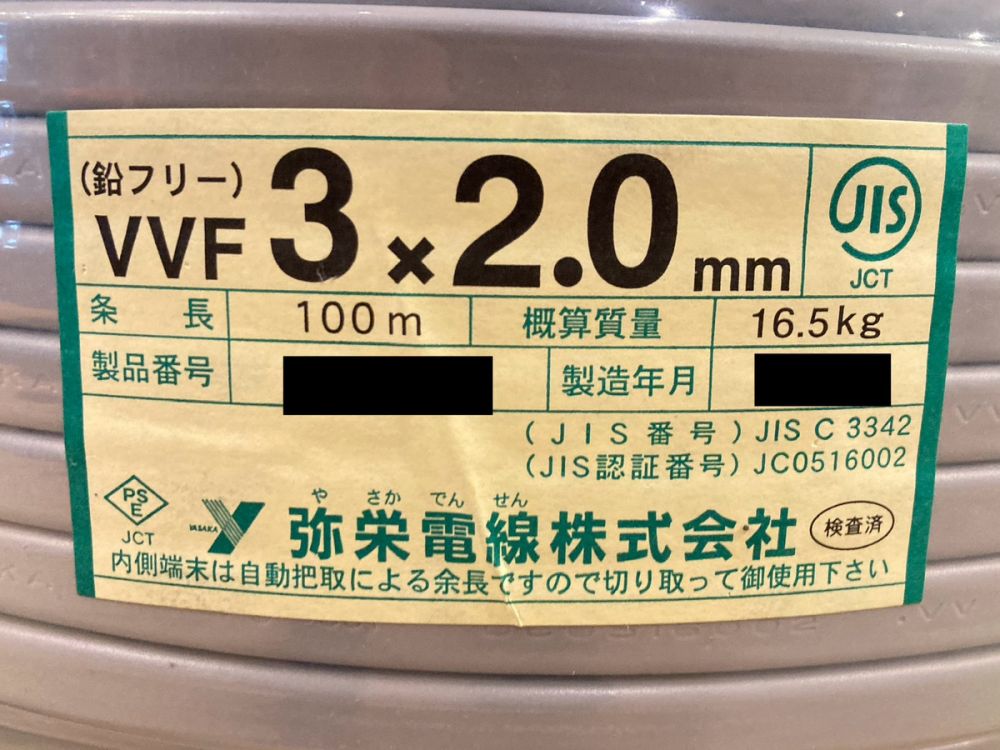 (鉛フリー)
VVF 3×2.0mm
JIS
JCT
条長 100m 概算質量 16.5kg
製品番号 製造年月
(JIS番号) JIS C 3342
(JIS認証番号) JC0516002
PS
E
JCT
YASAKA
や さか でん せん
弥栄電線株式会社
検査済
内側端末は自動把取による余長ですので切り取って御使用下さい